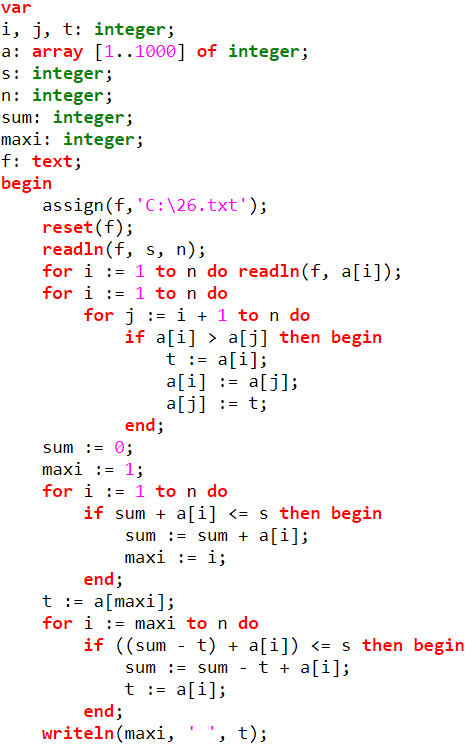 var
i, j, t: integer;
a: array [1..1000] of integer;
s: integer;
n: integer;
sum: integer;
maxi: integer;
f: text;
begin
    assign(f,'C:\26.txt');
    reset(f);
    readln(f, s, n);
    for i := 1 to n do readln(f, a[i]);
    for i := 1 to n do
        for j := i + 1 to n do
            if a[i] > a[j] then begin
                t := a[i];
                a[i] := a[j];
                a[j] := t;
            end;
    sum := 0;
    maxi := 1;
    for i := 1 to n do
        if sum + a[i] <= s then begin
            sum := sum + a[i];
            maxi := i;
        end;
    t := a[maxi];
    for i := maxi to n do
        if ((sum - t) + a[i]) <= s then begin
            sum := sum - t + a[i];
            t := a[i];
        end;
    writeln(maxi, ' ', t);